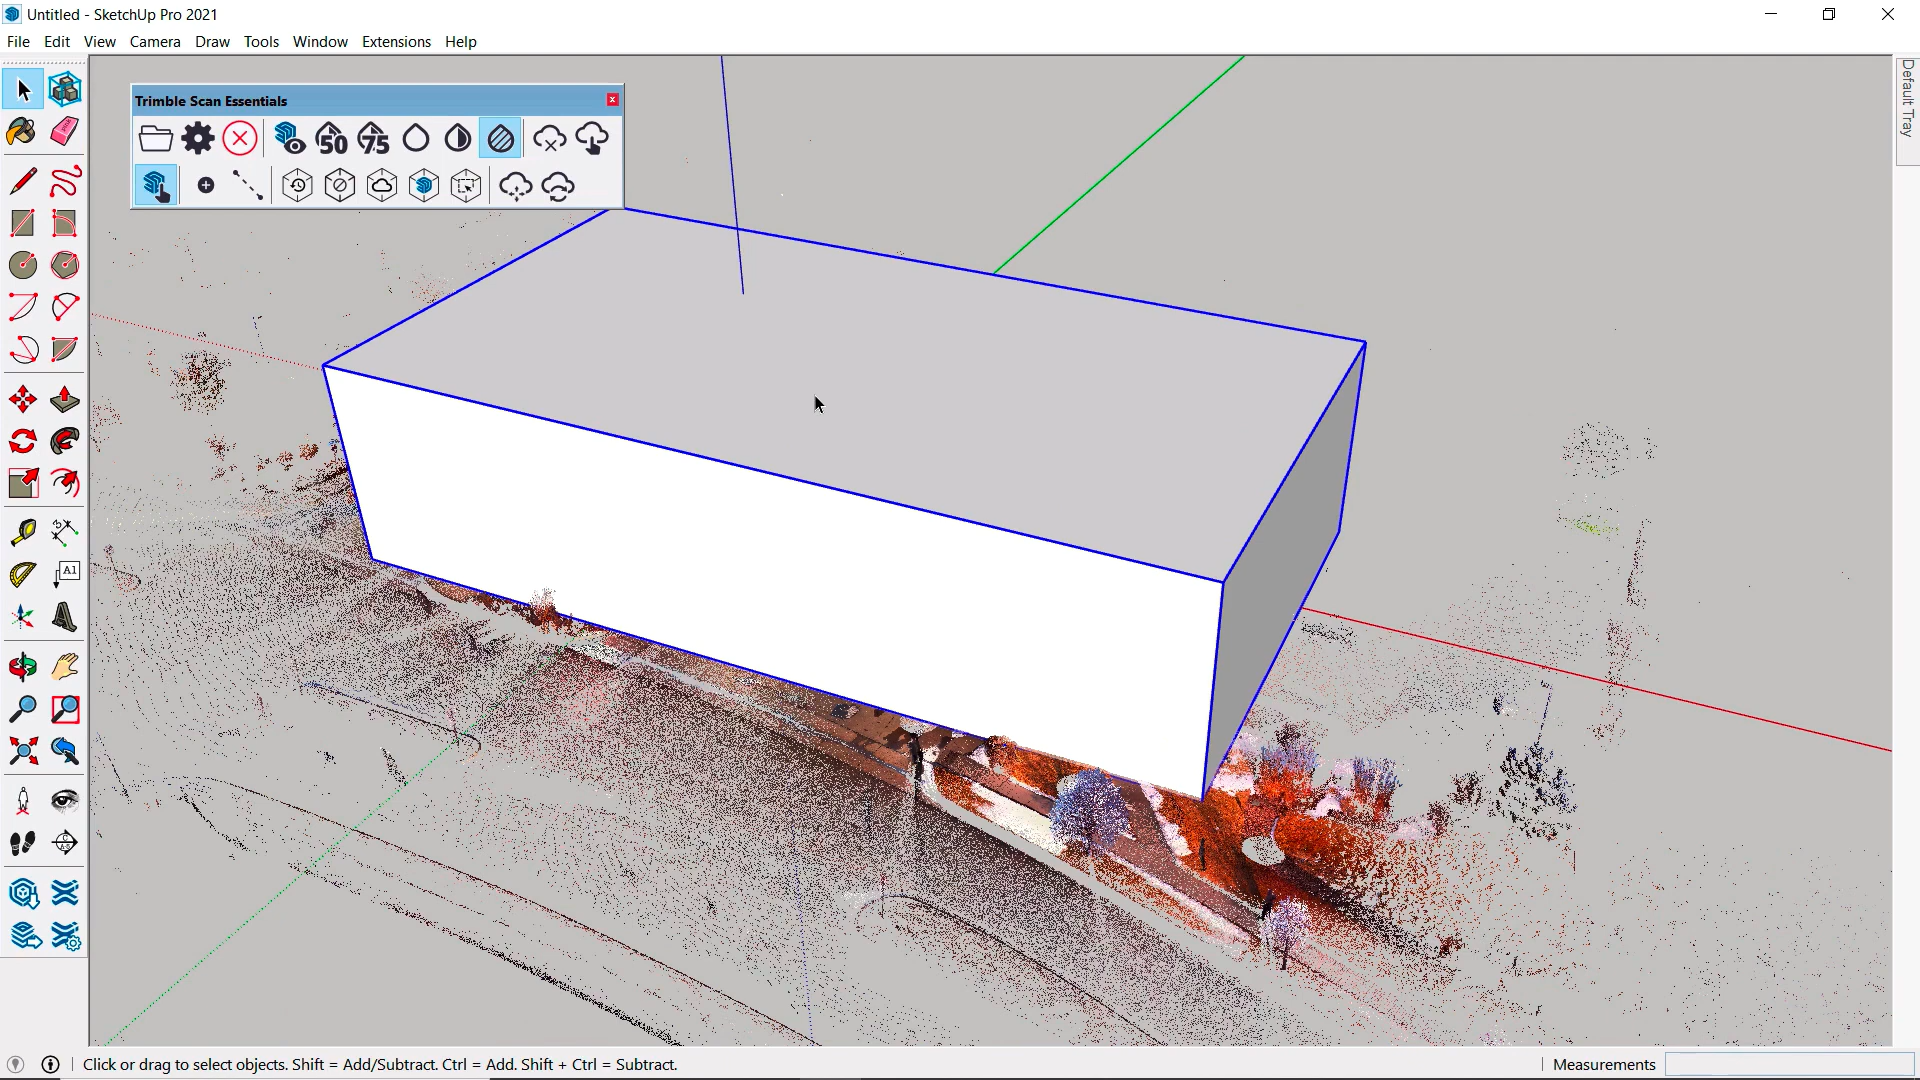 Untitled - SketchUp Pro 2021
File Edit View Camera Draw Tools Window Extensions Help
Default Tray
Trimble Scan Essentials
50 75
A1
Click or drag to select objects. Shift = Add/Subtract. Ctrl = Add. Shift + Ctrl = Subtract.
Measurements